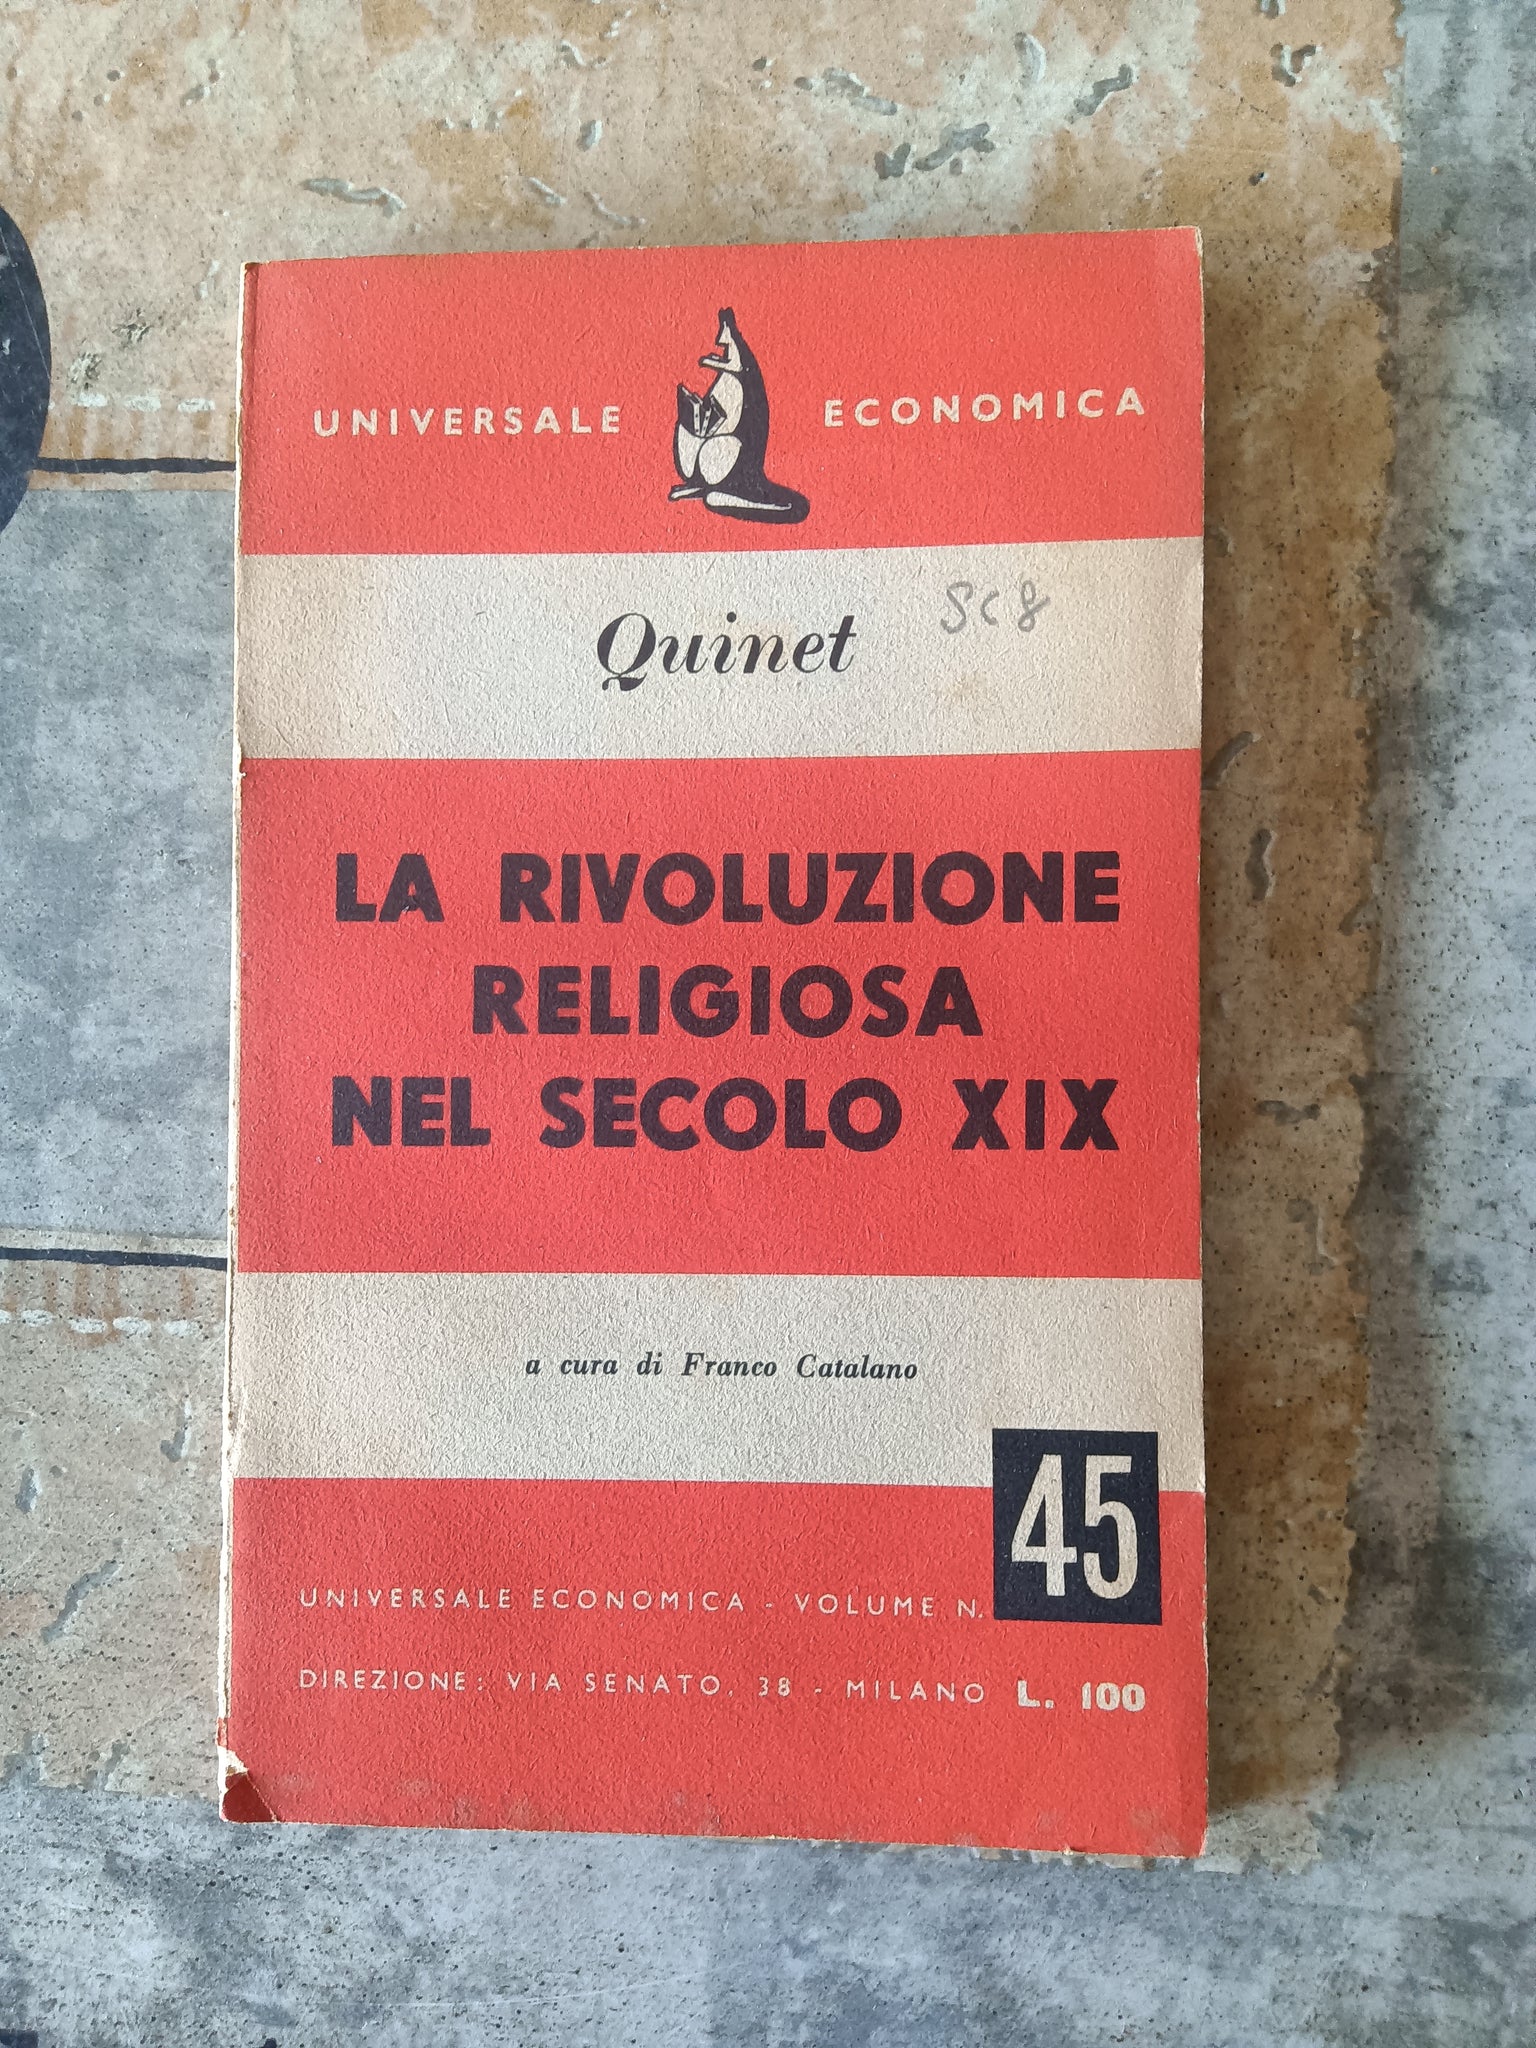 UNIVERSALE ECONOMICA
Quinet
LA RIVOLUZIONE
RELIGIOSA
NEL SECOLO XIX
a cura di Franco Catalano
UNIVERSALE ECONOMICA - VOLUME N. 45
DIREZIONE: VIA SENATO, 38 - MILANO L. 100